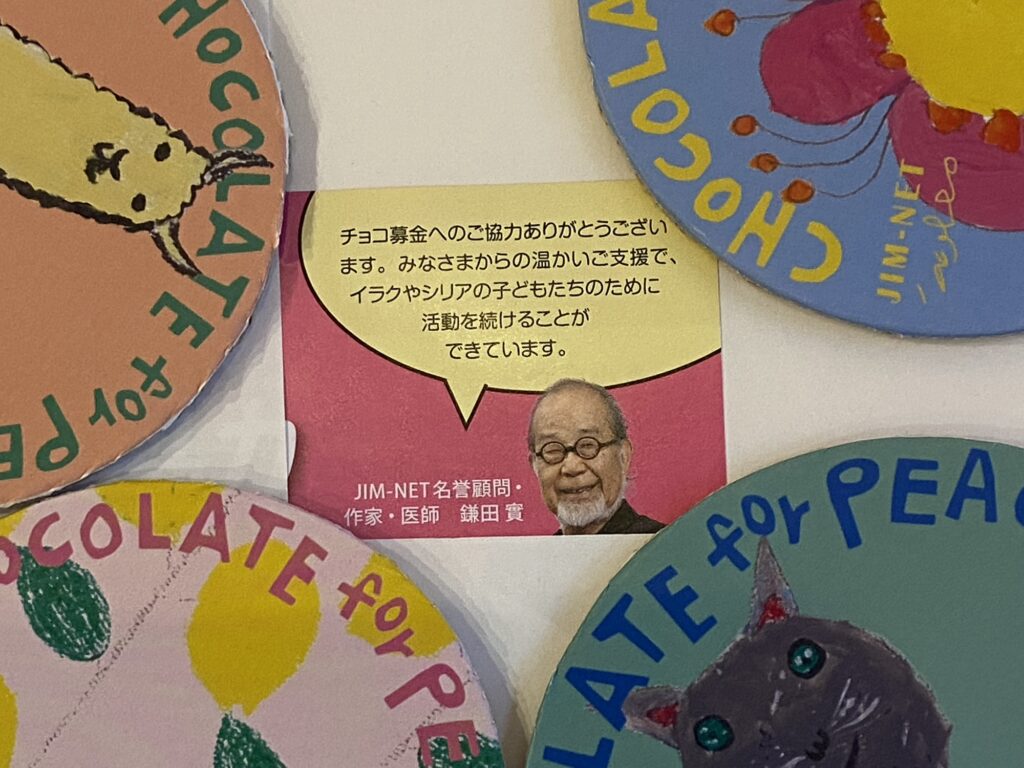 CHOCOLATE for PE
CHOCOLA
JIM-NET
チョコ募金へのご協力ありがとうござい
ます。みなさまからの温かいご支援で、
イラクやシリアの子どもたちのために
活動を続けることが
できています。
JIM-NET名誉顧問・
作家・医師　鎌田 實
OCOLATE for PE
LATE for PEAC